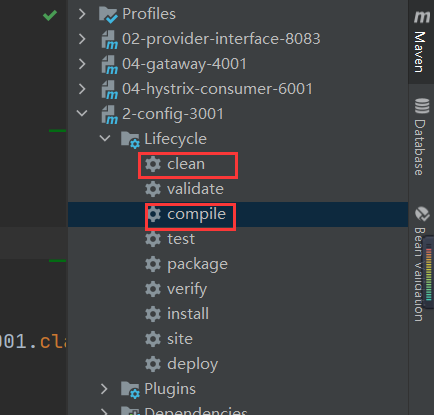 Profiles
02-provider-interface-8083
04-gataway-4001
04-hystrix-consumer-6001
2-config-3001
Lifecycle
clean
validate
compile
test
package
verify
install
site
deploy
Plugins
Dependencies
001.cla
m
Maven
Database
Bean Validation